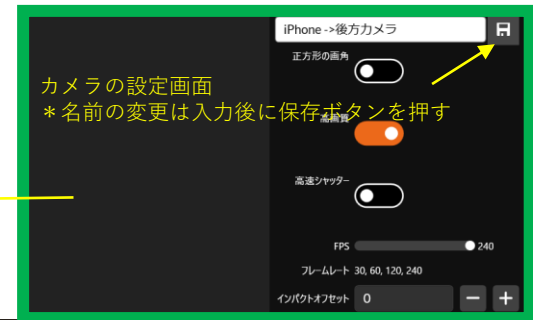 iPhone ->後方カメラ
正方形の画角
カメラの設定画面
＊名前の変更は入力後に保存ボタンを押す
高画質
高速シャッター
FPS 240
フレームレート 30, 60, 120, 240
インパクトオフセット 0 − +